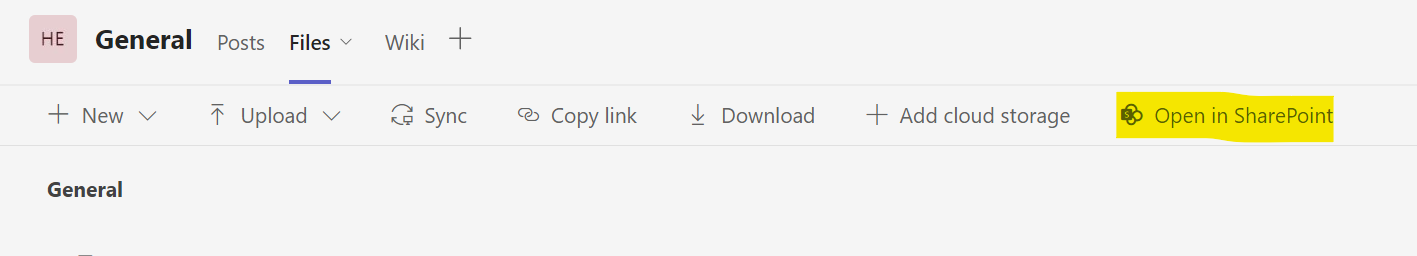 HE General Posts Files Wiki
New Upload Sync Copy link Download Add cloud storage Open in SharePoint
General